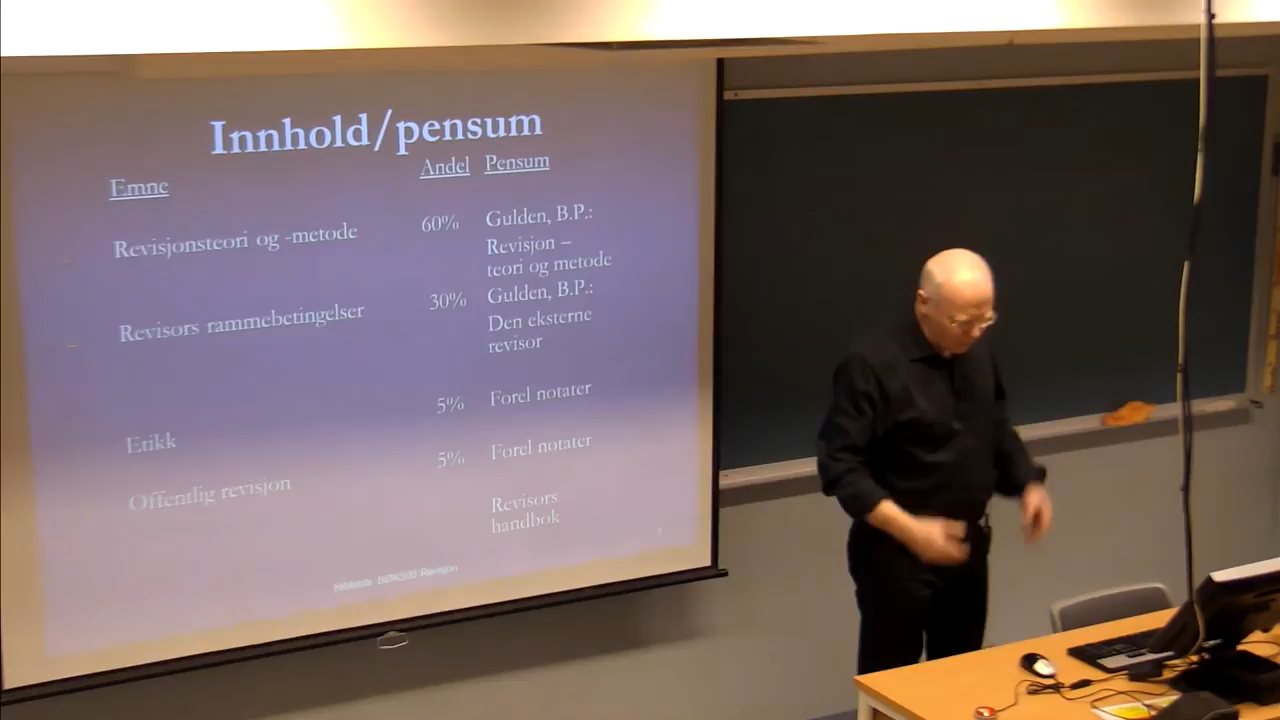 Innhold/pensum
Emne Andel Pensum
Revisjonsteori og -metode 60% Gulden, B.P.:
Revisjon –
teori og metode
Revisors rammebetingelser 30% Gulden, B.P.:
Den eksterne
revisor
Etikk 5% Forel notater
Offentlig revisjon 5% Forel notater
Revisors
handbok
Revisjon